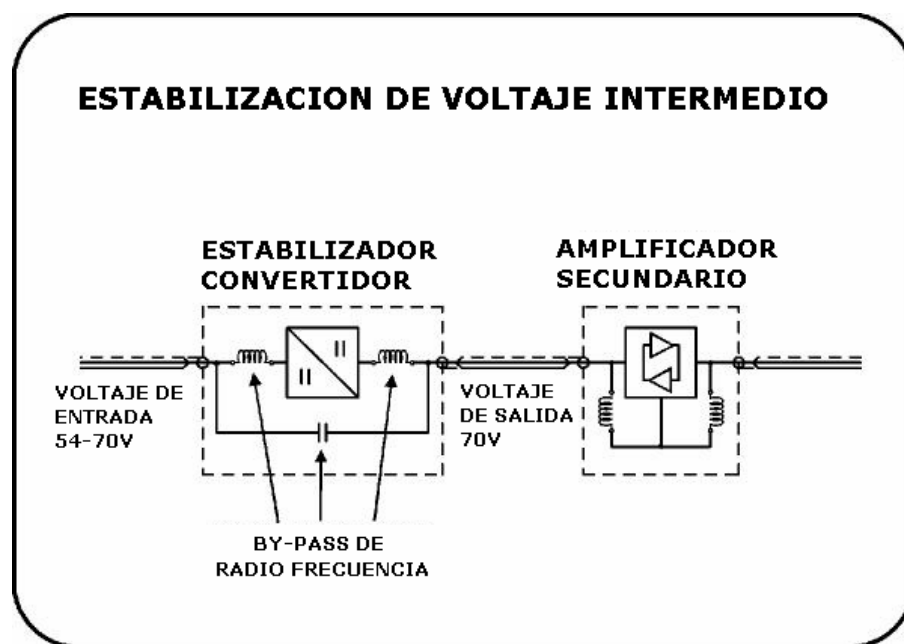 ESTABILIZACION DE VOLTAJE INTERMEDIO
ESTABILIZADOR
CONVERTIDOR
AMPLIFICADOR
SECUNDARIO
VOLTAJE DE
ENTRADA
54-70V
VOLTAJE
DE SALIDA
70V
BY-PASS DE
RADIO FRECUENCIA